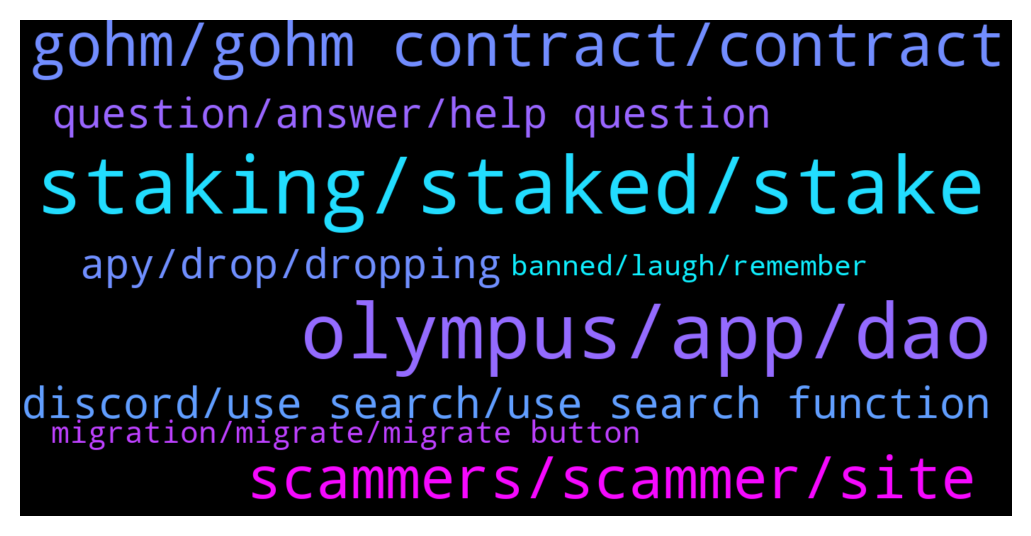 gohm/gohm contract/contract
question/answer/help question
staking/staked/stake
apy/drop/dropping
banned/laugh/remember
olympus/app/dao
discord/use search/use search function
migration/migrate/migrate button
scammers/scammer/site